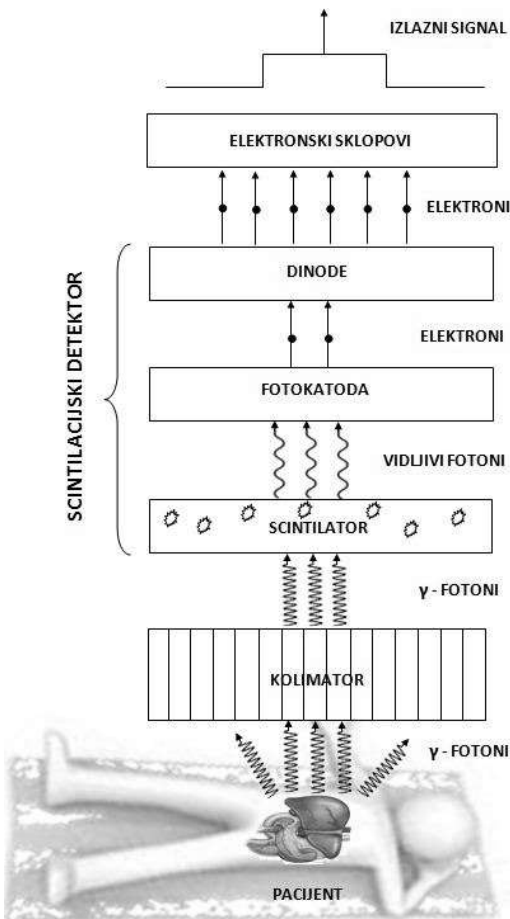 IZLAZNI SIGNAL
ELEKTRONSKI SKLOPOVI
ELEKTRONI
DINODE
ELEKTRONI
FOTOKATODA
SCINTILACIJSKI DETEKTOR
VIDLJIVI FOTONI
SCINTILATOR
γ - FOTONI
KOLIMATOR
γ - FOTONI
PACIJENT